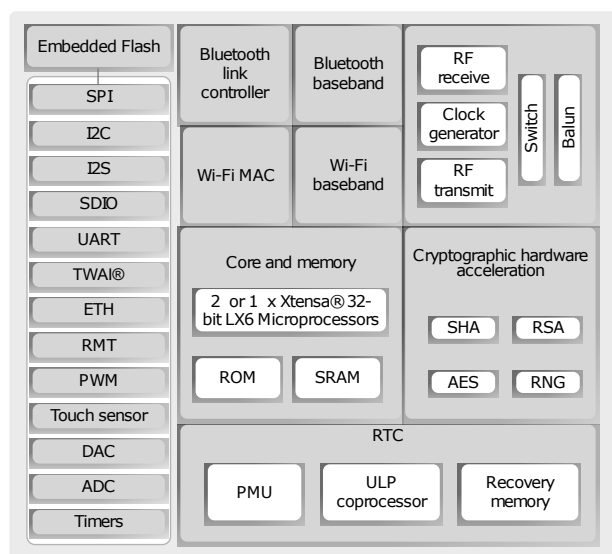 Embedded Flash
SPI
I2C
I2S
SDIO
UART
TWAI®
ETH
RMT
PWM
Touch sensor
DAC
ADC
Timers
Bluetooth
link
controller
Bluetooth
baseband
Wi-Fi MAC
Wi-Fi
baseband
RF
receive
Clock
generator
RF
transmit
Switch
Balun
Core and memory
2 or 1 x Xtensa® 32-
bit LX6 Microprocessors
ROM
SRAM
Cryptographic hardware
acceleration
SHA
RSA
AES
RNG
RTC
PMU
ULP
coprocessor
Recovery
memory